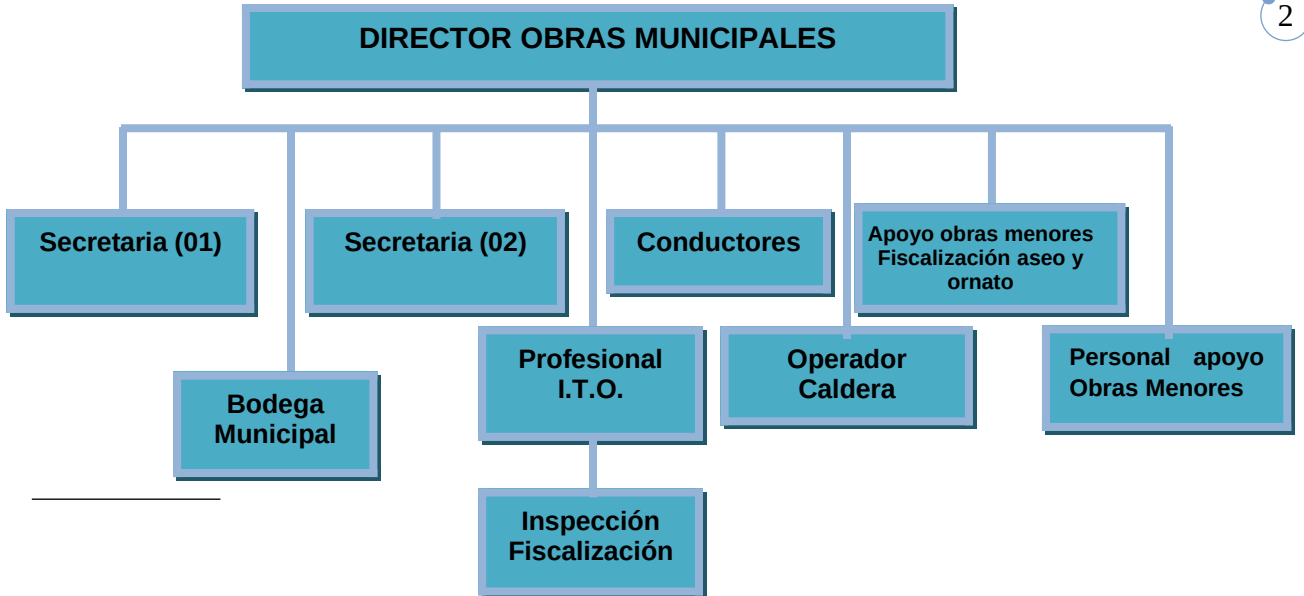 2
DIRECTOR OBRAS MUNICIPALES
Secretaria (01)
Secretaria (02)
Conductores
Apoyo obras menores
Fiscalización aseo y
ornato
Bodega
Municipal
Profesional
I.T.O.
Operador
Caldera
Personal apoyo
Obras Menores
Inspección
Fiscalización